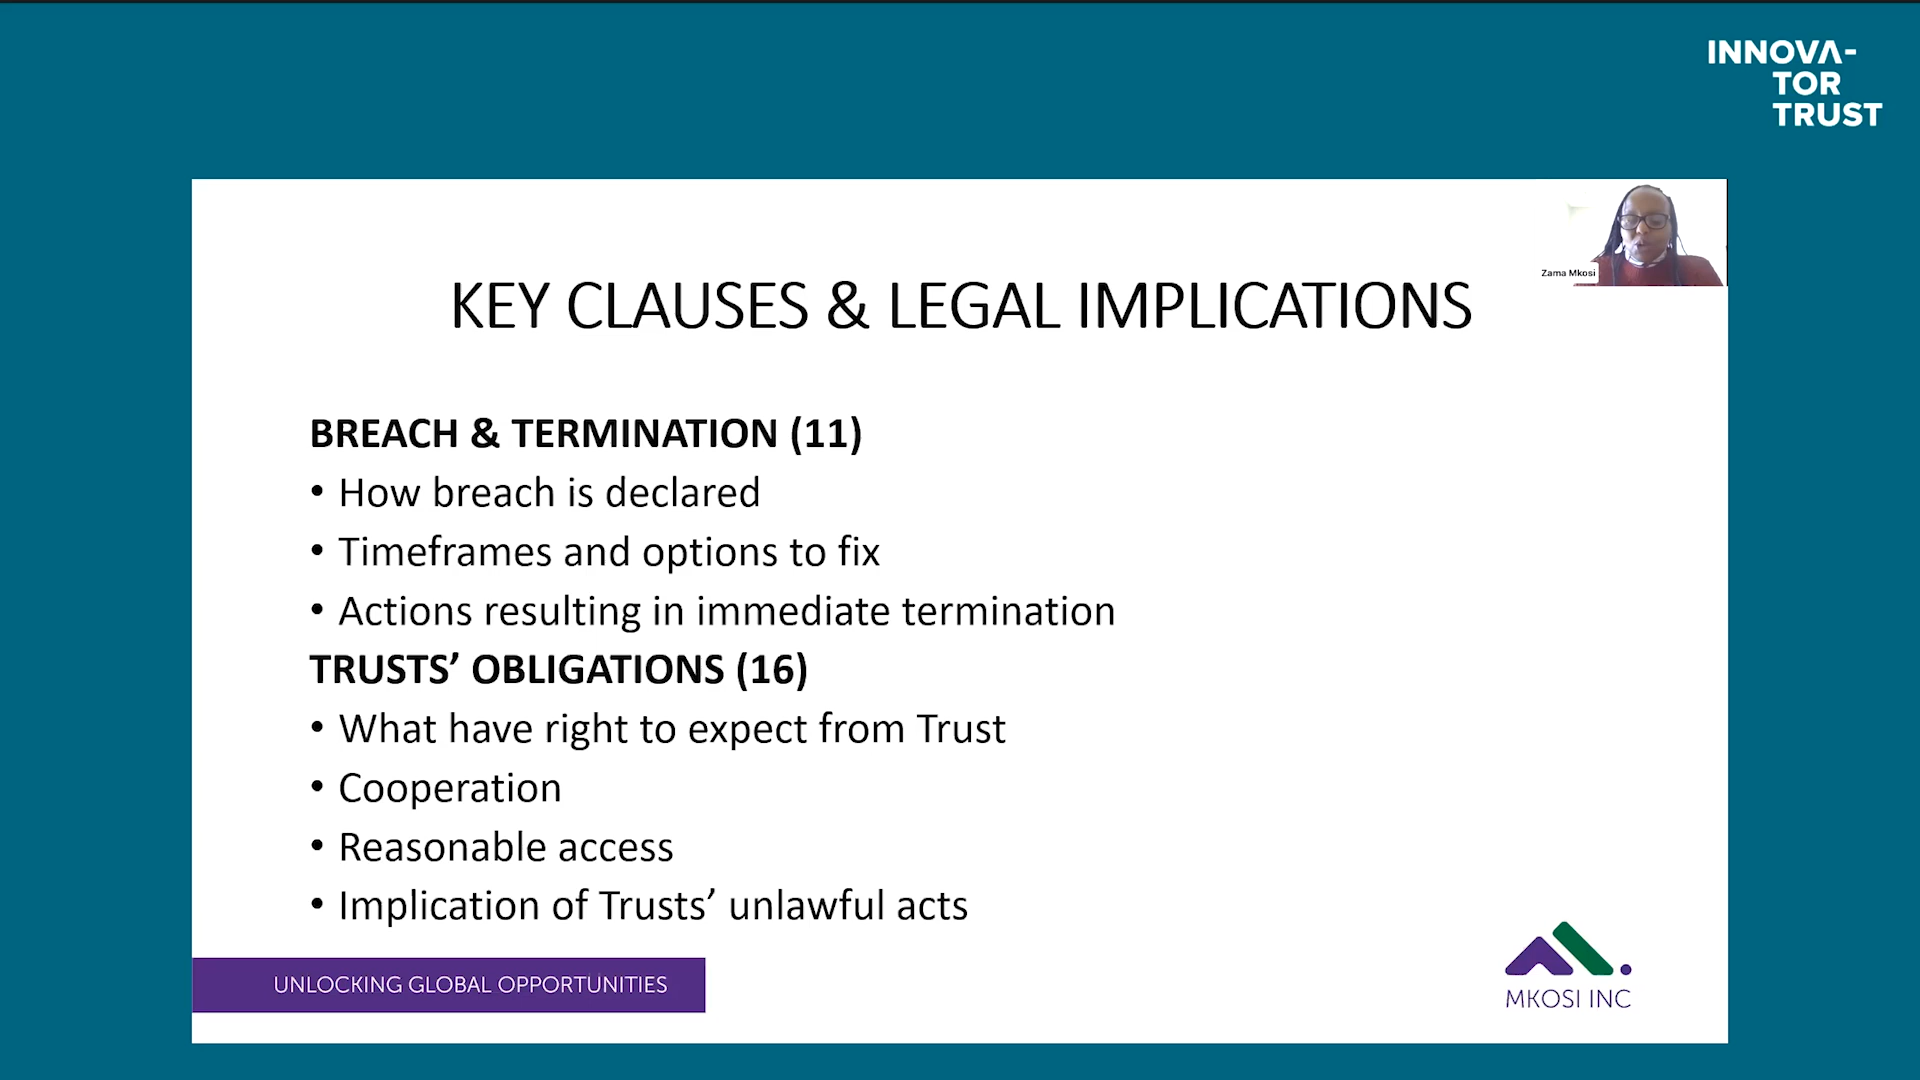 INNOVA-
TOR
TRUST
Zama Mkosi
KEY CLAUSES & LEGAL IMPLICATIONS
BREACH & TERMINATION (11)
• How breach is declared
• Timeframes and options to fix
• Actions resulting in immediate termination
TRUSTS’ OBLIGATIONS (16)
• What have right to expect from Trust
• Cooperation
• Reasonable access
• Implication of Trusts’ unlawful acts
UNLOCKING GLOBAL OPPORTUNITIES
MKOSI INC